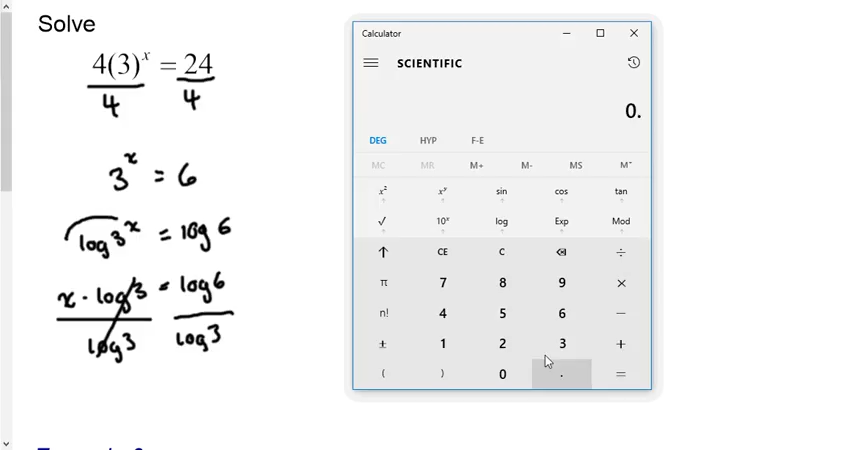 Solve
4(3)^x = 24
4 4
3^x = 6
log 3^x = log 6
x · log 3 = log 6
log 3 log 3
Calculator
SCIENTIFIC
0.
DEG HYP F-E
MC MR M+ M- MS M˅
x² xʸ sin cos tan
√ 10ˣ log Exp Mod
↑ CE C ⌫ ÷
π 7 8 9 ×
n! 4 5 6 −
± 1 2 3 +
( ) 0 . =